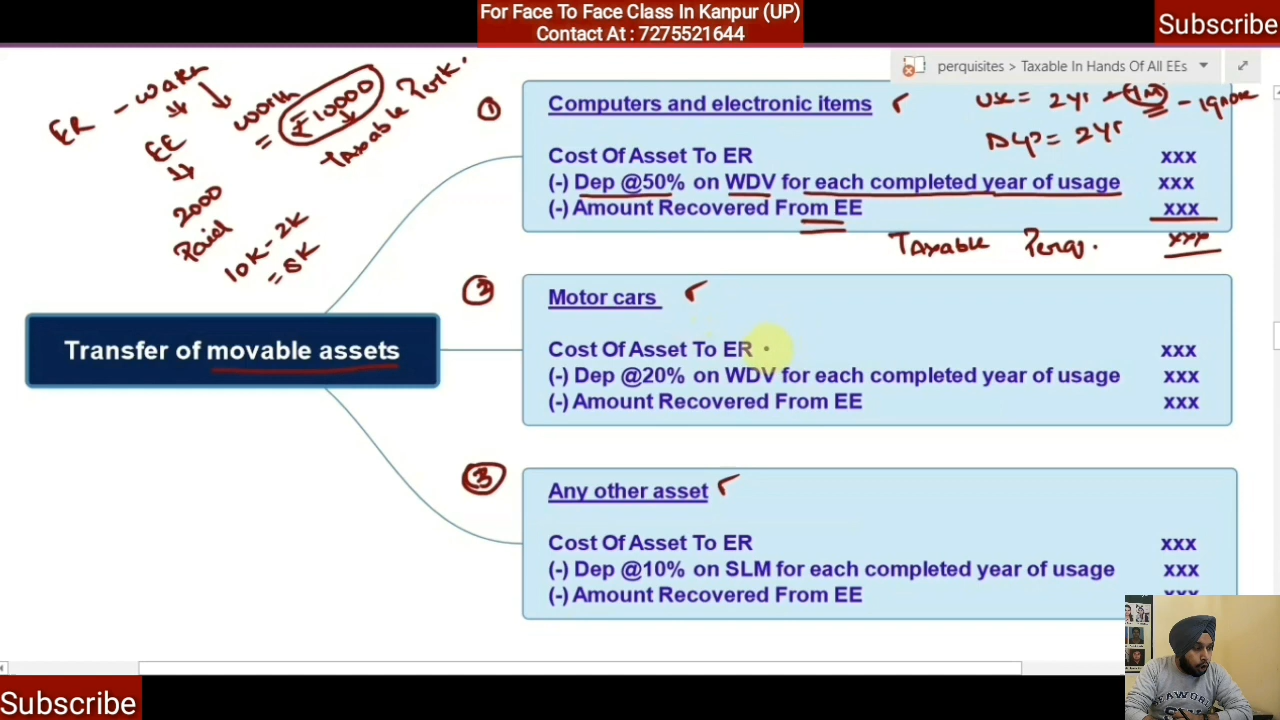 For Face To Face Class In Kanpur (UP)
Contact At : 7275521644
Subscribe
perquisites > Taxable In Hands Of All EEs
ER - watch
EE
2000
Paid
10K - 2K
= 8K
worth
= ₹10000
Taxable Perk.
①
Computers and electronic items
2yr
- Ignore
Dep = 2yr
Cost Of Asset To ER xxx
(-) Dep @50% on WDV for each completed year of usage xxx
(-) Amount Recovered From EE xxx
Taxable Perq. xxx
②
Motor cars
Cost Of Asset To ER xxx
(-) Dep @20% on WDV for each completed year of usage xxx
(-) Amount Recovered From EE xxx
Transfer of movable assets
③
Any other asset
Cost Of Asset To ER xxx
(-) Dep @10% on SLM for each completed year of usage xxx
(-) Amount Recovered From EE xxx
Subscribe